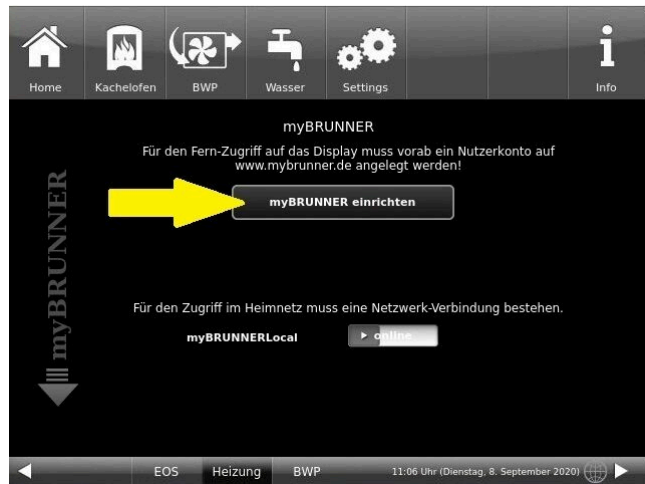 Home Kachelofen BWP Wasser Settings Info
myBRUNNER
Für den Fern-Zugriff auf das Display muss vorab ein Nutzerkonto auf
www.mybrunner.de angelegt werden!
myBRUNNER einrichten
myBRUNNER
Für den Zugriff im Heimnetz muss eine Netzwerk-Verbindung bestehen.
myBRUNNERLocal online
EOS Heizung BWP 11:06 Uhr (Dienstag, 8. September 2020)